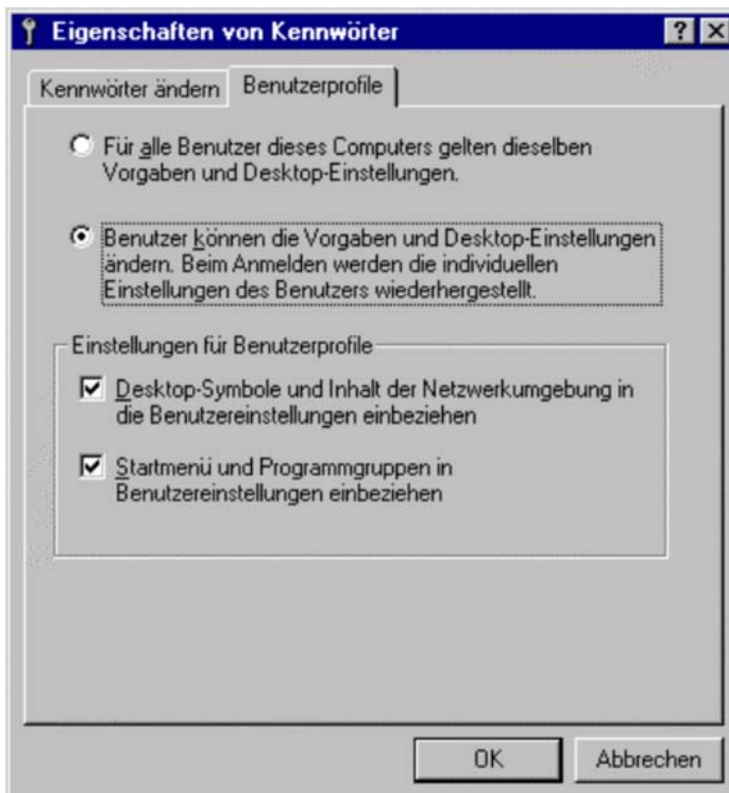 Eigenschaften von Kennwörter
Kennwörter ändern
Benutzerprofile
Für alle Benutzer dieses Computers gelten dieselben
Vorgaben und Desktop-Einstellungen.
Benutzer können die Vorgaben und Desktop-Einstellungen
ändern. Beim Anmelden werden die individuellen
Einstellungen des Benutzers wiederhergestellt.
Einstellungen für Benutzerprofile
Desktop-Symbole und Inhalt der Netzwerkumgebung in
die Benutzereinstellungen einbeziehen
Startmenü und Programmgruppen in
Benutzereinstellungen einbeziehen
OK
Abbrechen